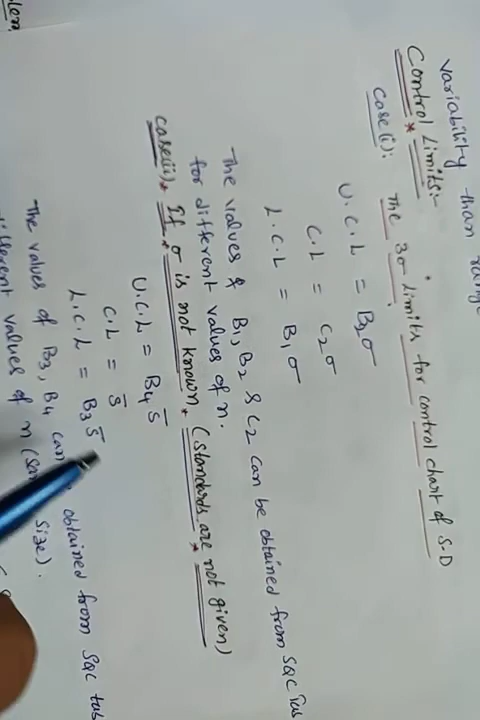 variability than range
Control Limits:-
case(i): The 3σ Limits for control chart of S.D
U.C.L = B2σ
C.L = C2σ
L.C.L = B1σ
The values of B1, B2 & C2 can be obtained from SQC Tab
for different values of n.
case(ii). If σ is not known. (standards are not given)
U.C.L = B4 s̄
C.L = s̄
L.C.L = B3 s̄
The values of B3, B4 can obtained from SQC tab
different values of n size).
lem